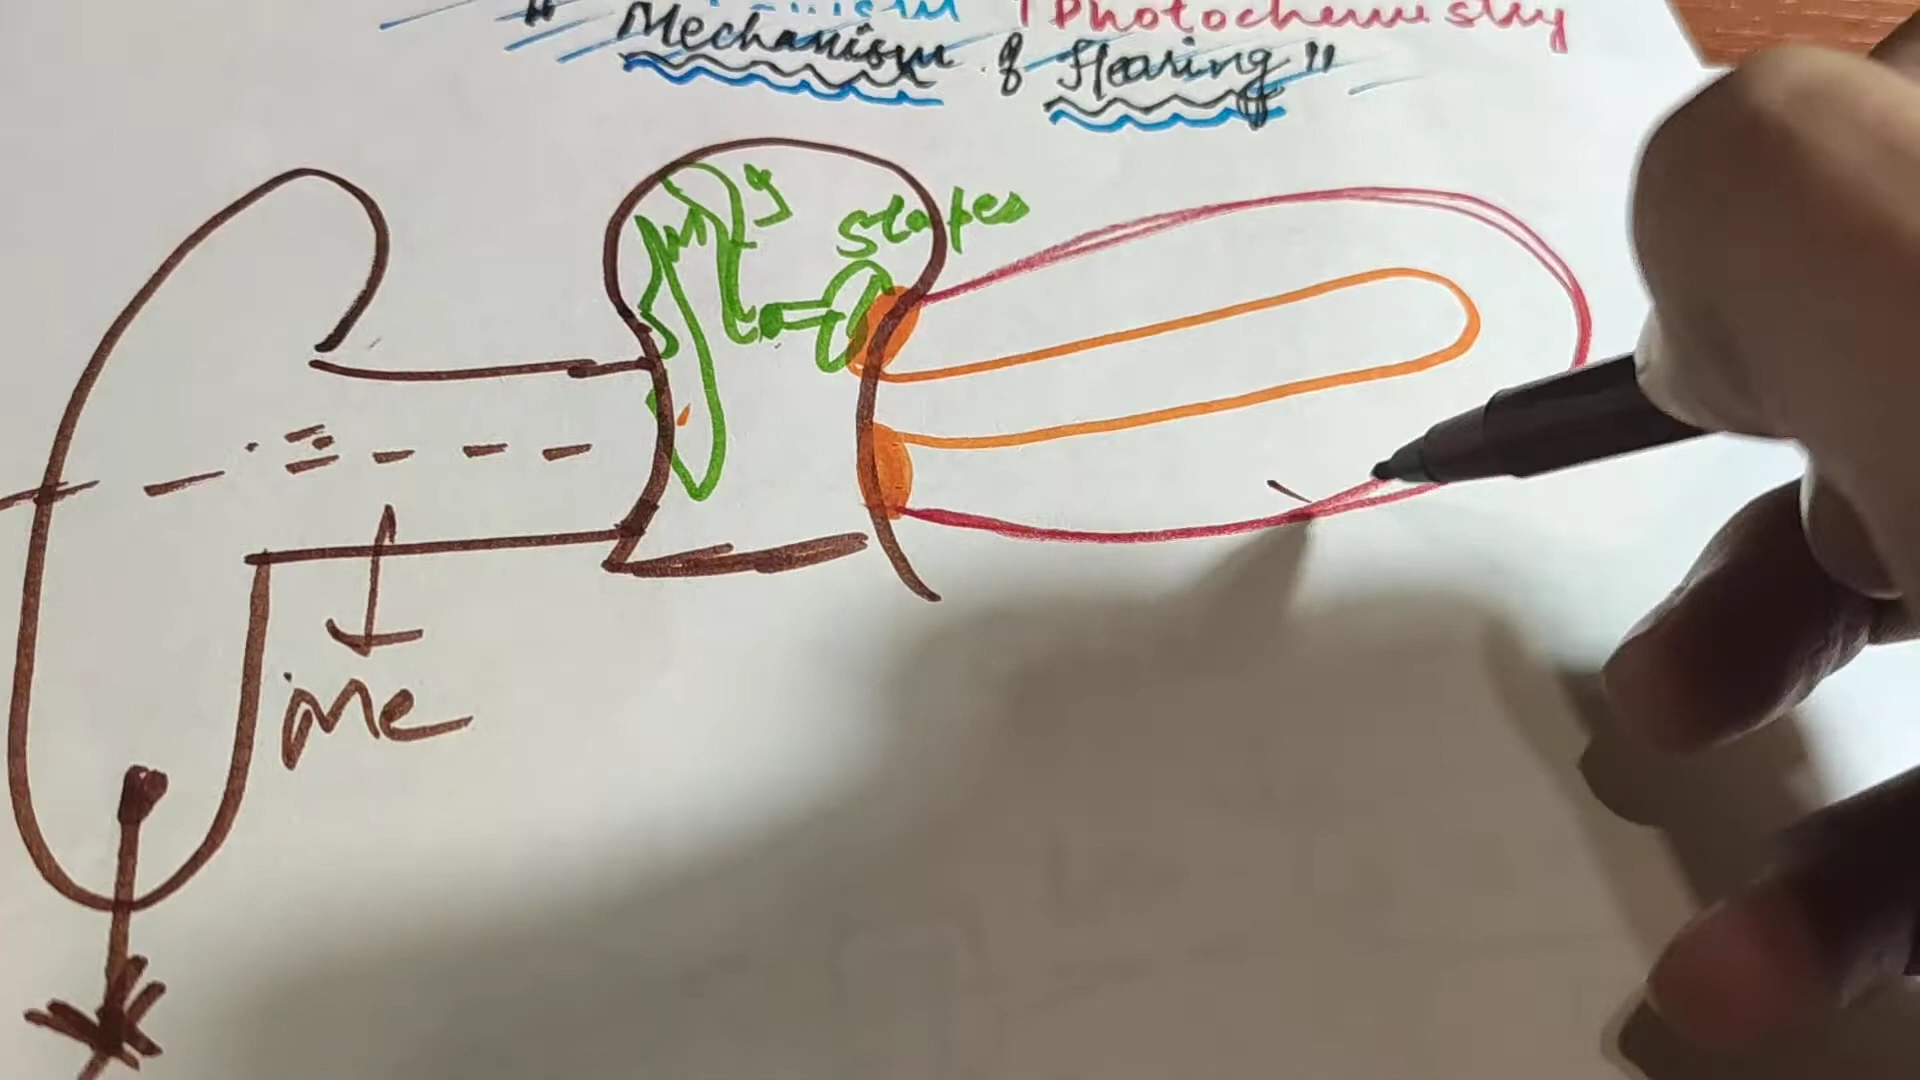 Photochemistry
"Mechanism of Hearing"
Stapes
Me